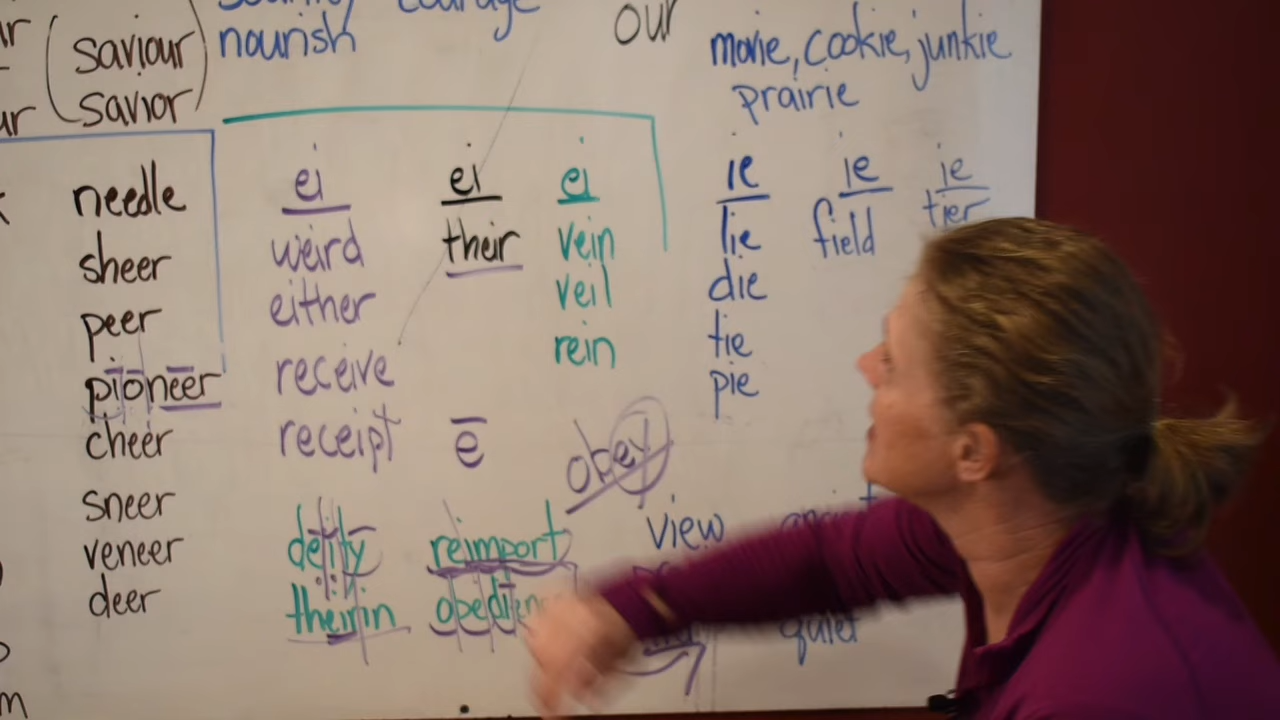 our
nourish
(saviour
savior)
movie, cookie, junkie
prairie
needle
sheer
peer
pioneer
cheer
sneer
veneer
deer
ei
weird
either
receive
receipt
ei
their
ē
ei
vein
veil
rein
obey
deity
reimport
therin
ie
lie
die
tie
pie
ie
field
ie
tier
view
quiet